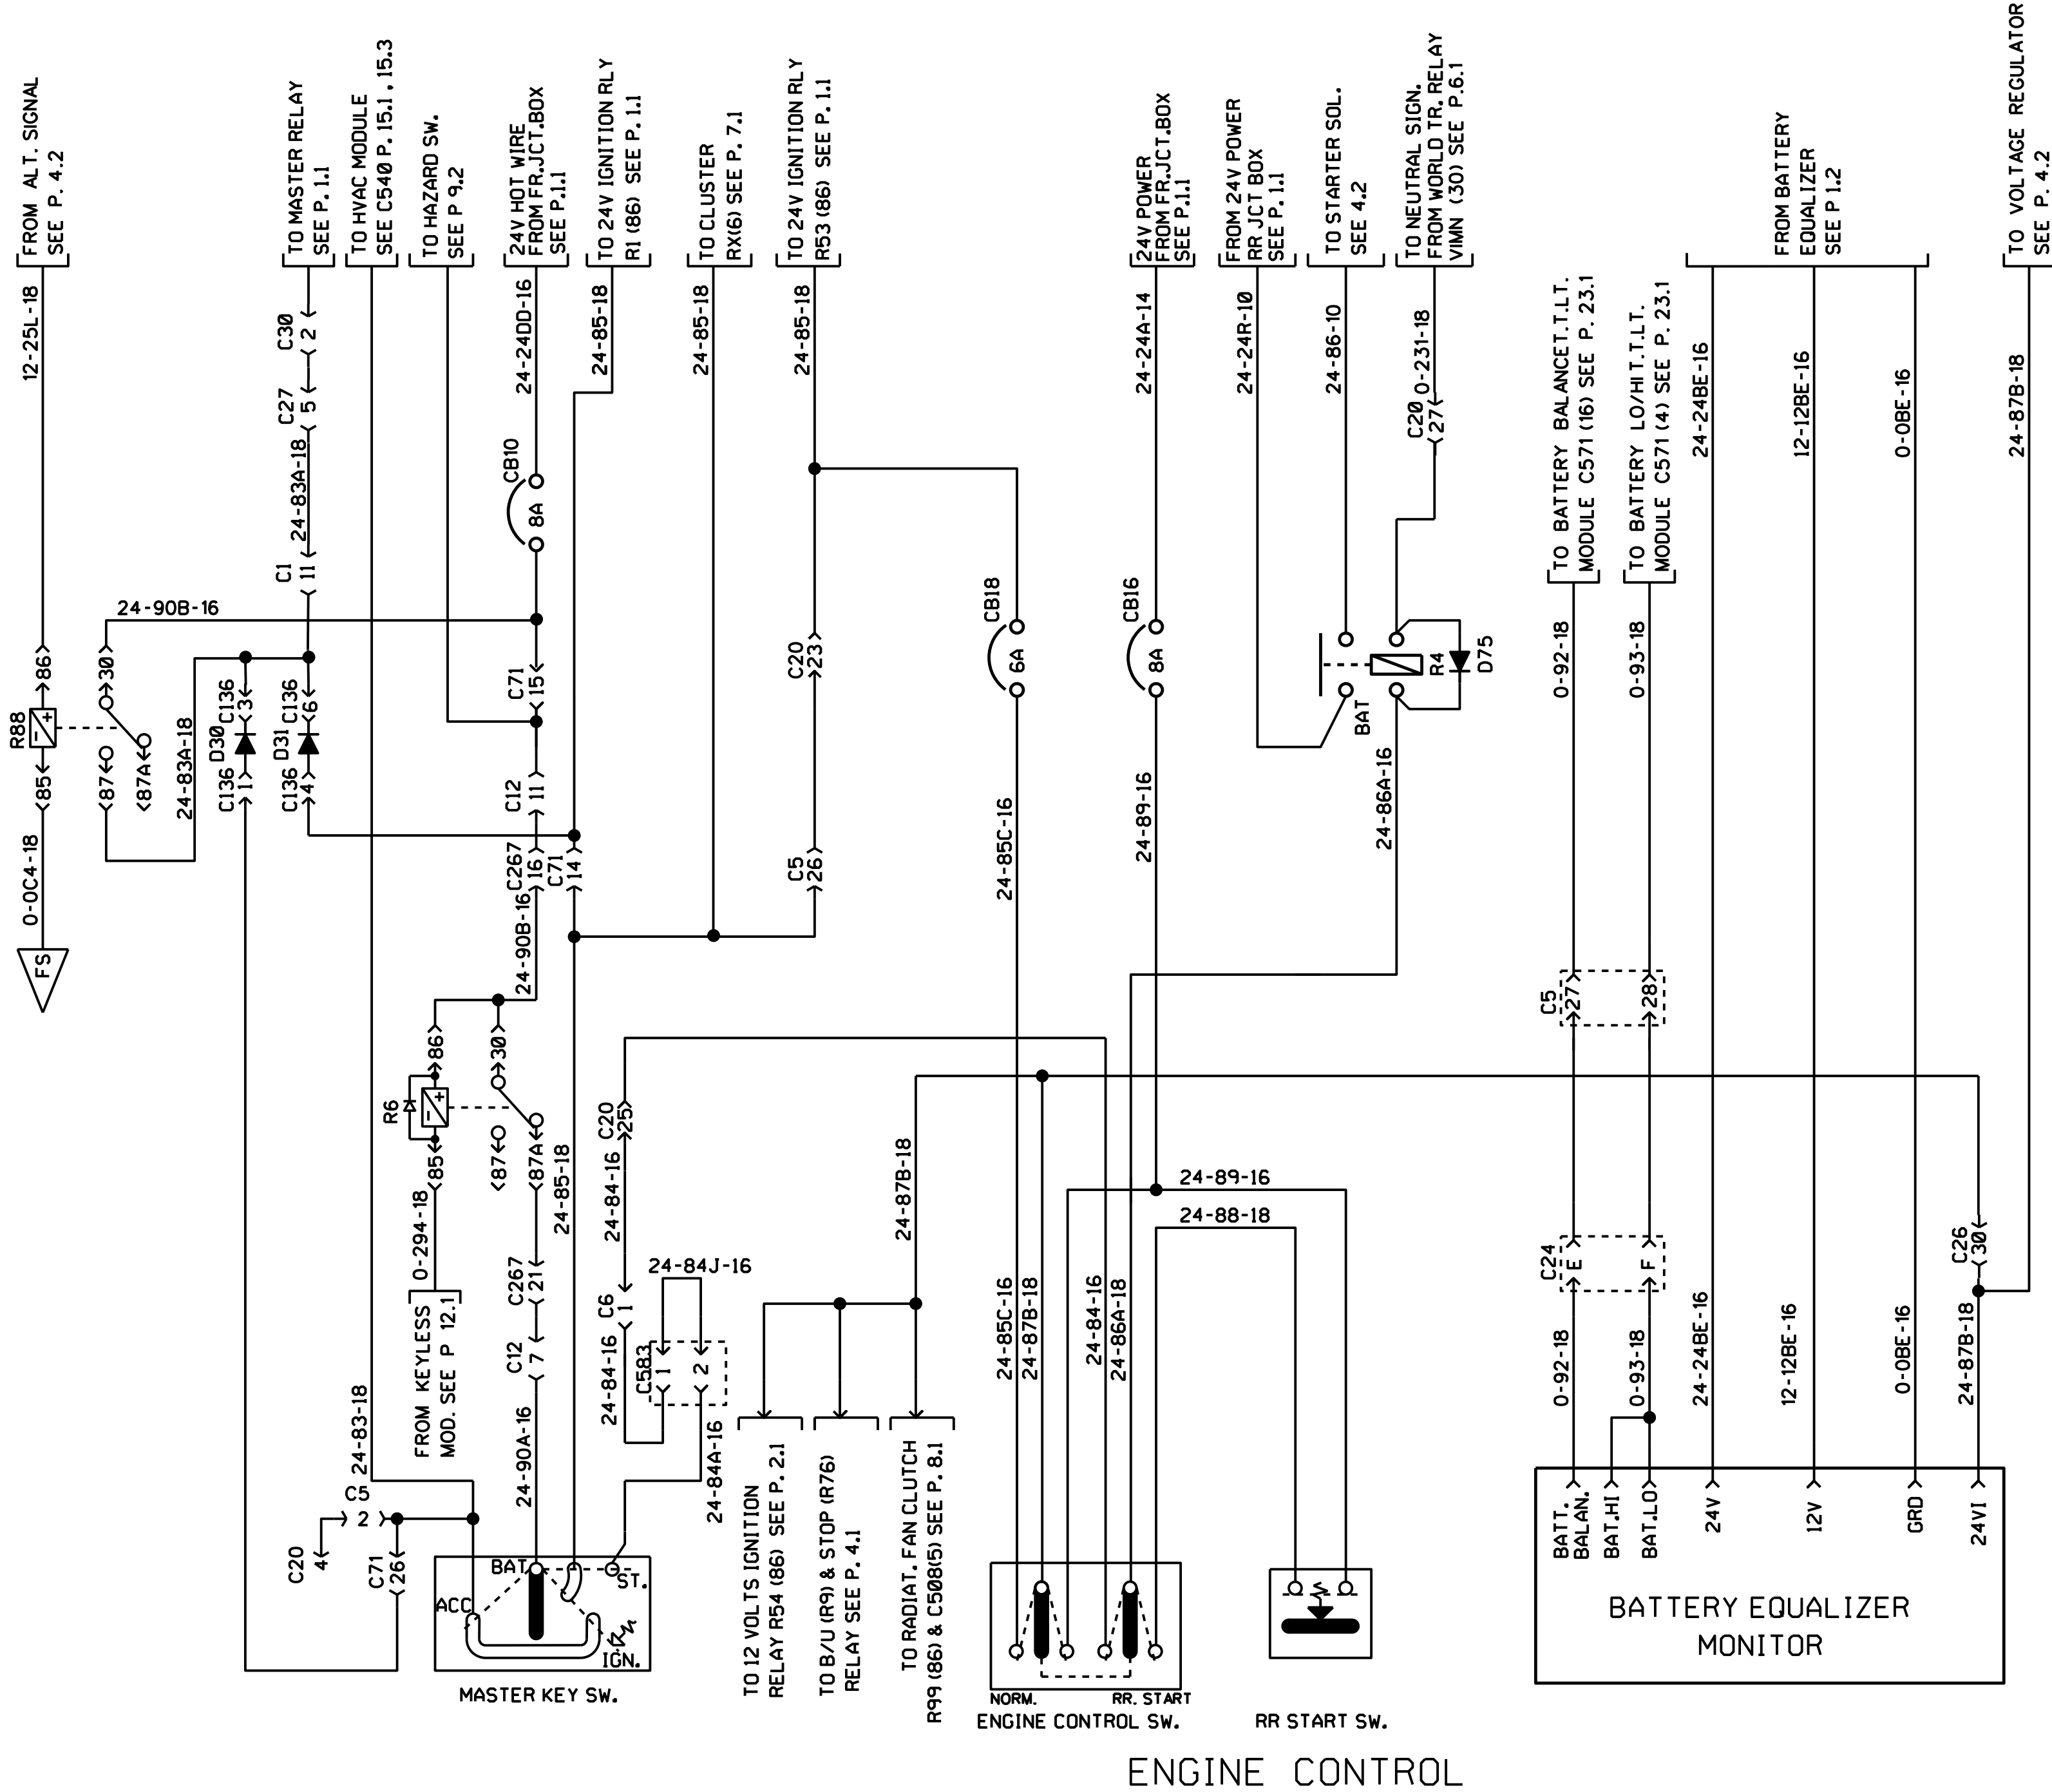 FROM ALT. SIGNAL
SEE P. 4.2
TO MASTER RELAY
SEE P. 1.1
TO HVAC MODULE
SEE C540 P. 15.1 , 15.3
TO HAZARD SW.
SEE P 9.2
24V HOT WIRE
FROM FR.JCT.BOX
SEE P.1.1
TO 24V IGNITION RLY
R1 (86) SEE P. 1.1
TO CLUSTER
RX(6) SEE P. 7.1
TO 24V IGNITION RLY
R53 (86) SEE P. 1.1
24V POWER
FROM FR.JCT.BOX
SEE P.1.1
FROM 24V POWER
RR JCT BOX
SEE P. 1.1
TO STARTER SOL.
SEE 4.2
TO NEUTRAL SIGN.
FROM WORLD TR. RELAY
VIMN (30) SEE P.6.1
FROM BATTERY
EQUALIZER
SEE P 1.2
TO VOLTAGE REGULATOR
SEE P. 4.2
12-25L-18
C30
2
C27
5
24-83A-18
C1
11
24-24DD-16
24-85-18
24-85-18
24-85-18
24-24A-14
24-24R-10
24-86-10
0-231-18
C20
27
TO BATTERY BALANCET.T.LT.
MODULE C571 (16) SEE P. 23.1
TO BATTERY LO/HI T.T.LT.
MODULE C571 (4) SEE P. 23.1
24-24BE-16
12-12BE-16
0-0BE-16
24-87B-18
CB10
8A
24-90B-16
86
30
R88
85
87
87A
24-83A-18
C136
3
D30
C136
1
C136
6
D31
C136
4
C71
15
C12
11
C267
16
C71
14
C20
23
C5
26
CB18
6A
CB16
8A
R4
D75
BAT
0-92-18
0-93-18
0-0C4-18
FS
24-90B-16
24-85C-16
24-89-16
24-86A-16
C5
27
28
86
30
R6
85
87
87A
0-294-18
24-85-18
C20
25
24-84-16
24-87B-18
24-89-16
24-88-18
C24
E
F
C26
30
FROM KEYLESS
MOD. SEE P 12.1
C267
21
C12
7
C6
1
24-84J-16
C583
1
2
24-84-16
24-84A-16
24-85C-16
24-87B-18
24-84-16
24-86A-18
0-92-18
0-93-18
24-24BE-16
12-12BE-16
0-0BE-16
24-87B-18
24-83-18
24-90A-16
C5
2
C20
4
C71
26
TO 12 VOLTS IGNITION
RELAY R54 (86) SEE P. 2.1
TO B/U (R9) & STOP (R76)
RELAY SEE P. 4.1
TO RADIAT. FAN CLUTCH
R99 (86) & C508(5) SEE P. 8.1
BAT
ACC
ST.
IGN.
MASTER KEY SW.
NORM.
RR. START
ENGINE CONTROL SW.
RR START SW.
BATT.
BALAN.
BAT.HI
BAT.LO
24V
12V
GRD
24VI
BATTERY EQUALIZER
MONITOR
ENGINE CONTROL